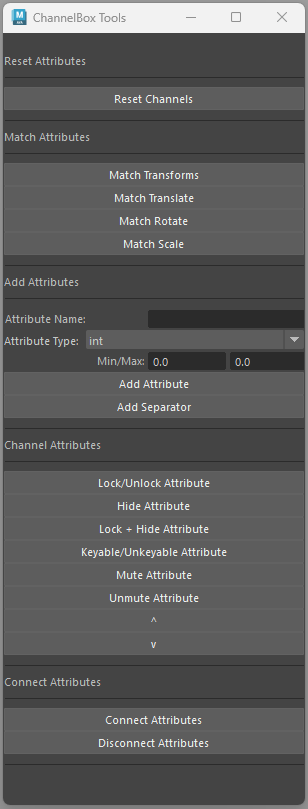 ChannelBox Tools
Reset Attributes
Reset Channels
Match Attributes
Match Transforms
Match Translate
Match Rotate
Match Scale
Add Attributes
Attribute Name:
Attribute Type: int
Min/Max: 0.0 0.0
Add Attribute
Add Separator
Channel Attributes
Lock/Unlock Attribute
Hide Attribute
Lock + Hide Attribute
Keyable/Unkeyable Attribute
Mute Attribute
Unmute Attribute
^
v
Connect Attributes
Connect Attributes
Disconnect Attributes